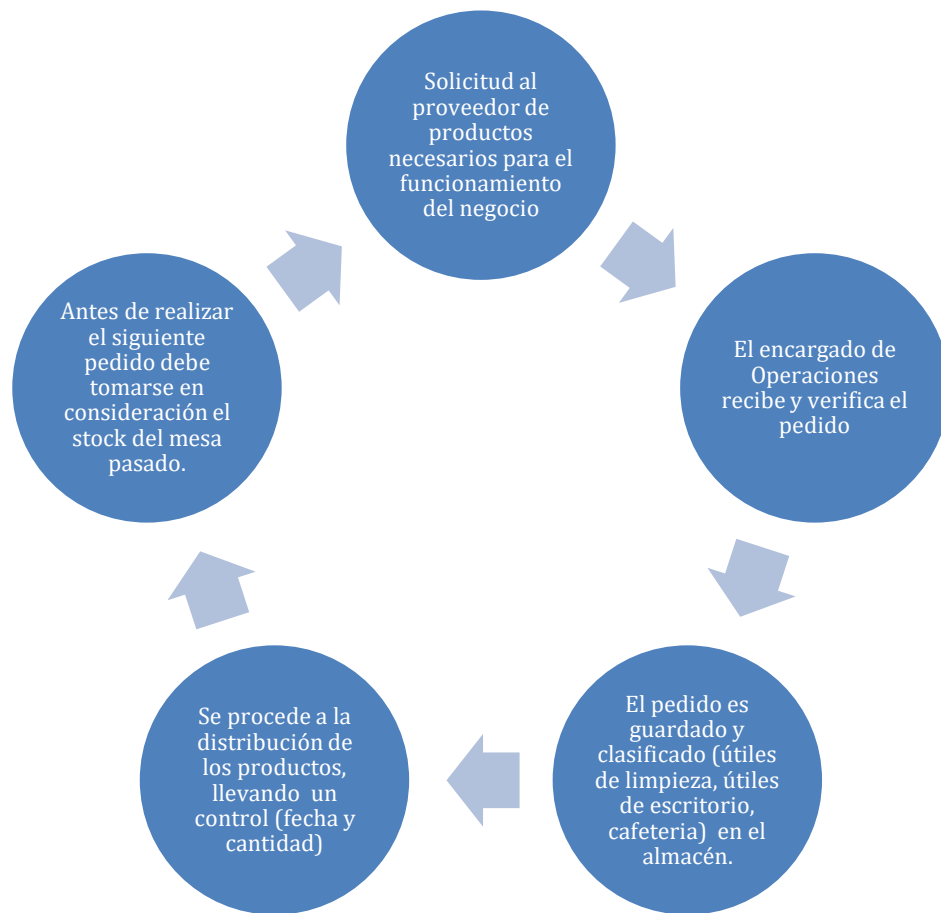 Solicitud al
proveedor de
productos
necesarios para el
funcionamiento
del negocio
El encargado de
Operaciones
recibe y verifica el
pedido
El pedido es
guardado y
clasificado (útiles
de limpieza, útiles
de escritorio,
cafeteria)  en el
almacén.
Se procede a la
distribución de
los productos,
llevando  un
control (fecha y
cantidad)
Antes de realizar
el siguiente
pedido debe
tomarse en
consideración el
stock del mesa
pasado.